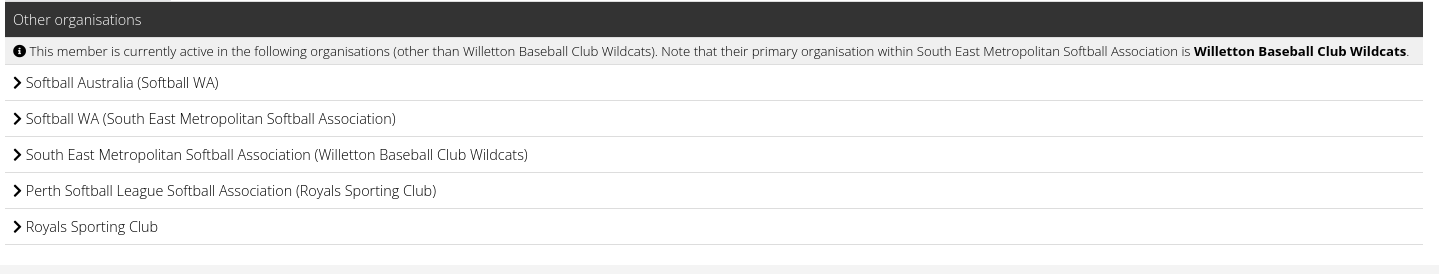 Other organisations
This member is currently active in the following organisations (other than Willetton Baseball Club Wildcats). Note that their primary organisation within South East Metropolitan Softball Association is Willetton Baseball Club Wildcats.
Softball Australia (Softball WA)
Softball WA (South East Metropolitan Softball Association)
South East Metropolitan Softball Association (Willetton Baseball Club Wildcats)
Perth Softball League Softball Association (Royals Sporting Club)
Royals Sporting Club